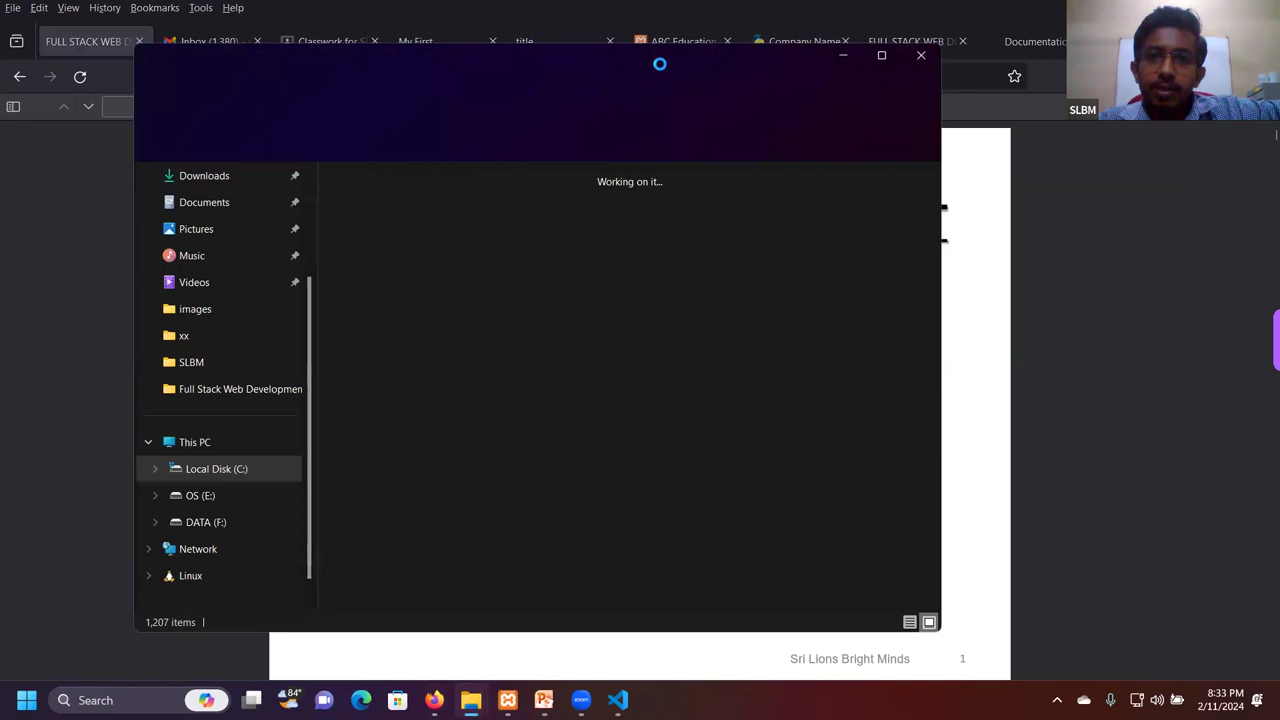 File Edit View History Bookmarks Tools Help
FULL STACK WEB D
Inbox (1,380) -
Classwork for S
My First
title
ABC Education
Company Name
FULL STACK WEB DE
Documentatio
SLBM
Working on it...
Downloads
Documents
Pictures
Music
Videos
images
xx
SLBM
Full Stack Web Developmen
This PC
Local Disk (C:)
OS (E:)
DATA (F:)
Network
Linux
1,207 items
Sri Lions Bright Minds 1
84°
Search
zoom
8:33 PM
2/11/2024